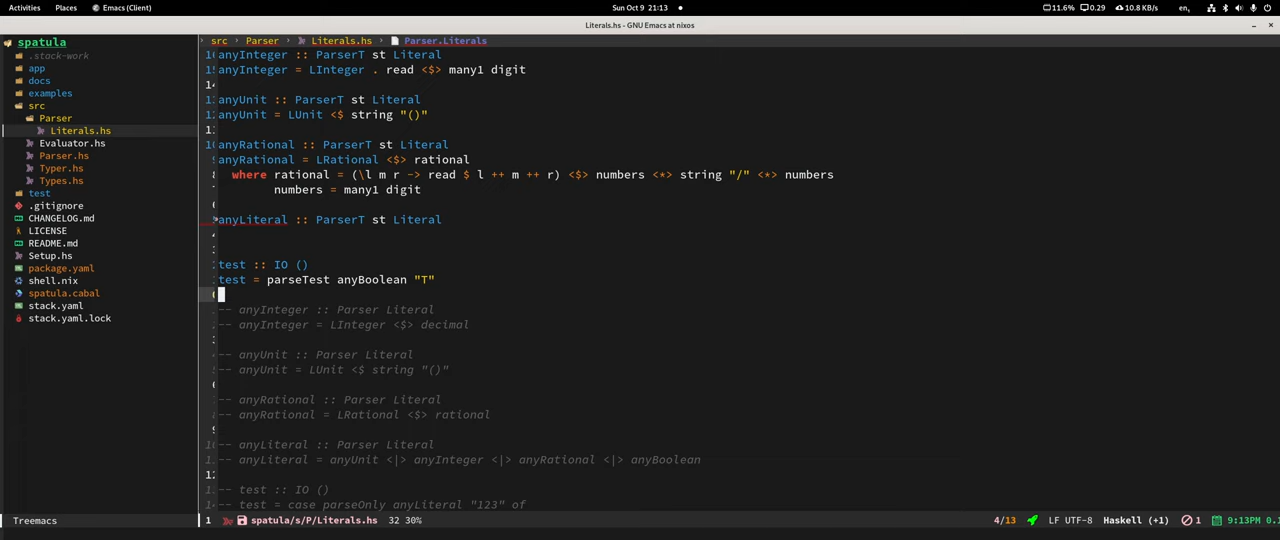 Activities Places Emacs (Client) Sun Oct 9 21:13 11.6% 0.29 10.8 KB/s en,
Literals.hs - GNU Emacs at nixos
spatula
.stack-work
app
docs
examples
src
Parser
Literals.hs
Evaluator.hs
Parser.hs
Typer.hs
Types.hs
test
.gitignore
CHANGELOG.md
LICENSE
README.md
Setup.hs
package.yaml
shell.nix
spatula.cabal
stack.yaml
stack.yaml.lock
Treemacs
src Parser Literals.hs Parser.Literals
anyInteger :: ParserT st Literal
anyInteger = LInteger . read <$> many1 digit
14
anyUnit :: ParserT st Literal
anyUnit = LUnit <$ string "()"
anyRational :: ParserT st Literal
9 anyRational = LRational <$> rational
8 where rational = (\l m r -> read $ l ++ m ++ r) <$> numbers <*> string "/" <*> numbers
7 numbers = many1 digit
anyLiteral :: ParserT st Literal
test :: IO ()
test = parseTest anyBoolean "T"
-- anyInteger :: Parser Literal
-- anyInteger = LInteger <$> decimal
-- anyUnit :: Parser Literal
-- anyUnit = LUnit <$ string "()"
-- anyRational :: Parser Literal
-- anyRational = LRational <$> rational
-- anyLiteral :: Parser Literal
-- anyLiteral = anyUnit <|> anyInteger <|> anyRational <|> anyBoolean
12
-- test :: IO ()
-- test = case parseOnly anyLiteral "123" of
1 spatula/s/P/Literals.hs 32 30% 4/13 LF UTF-8 Haskell (+1) 1 9:13PM